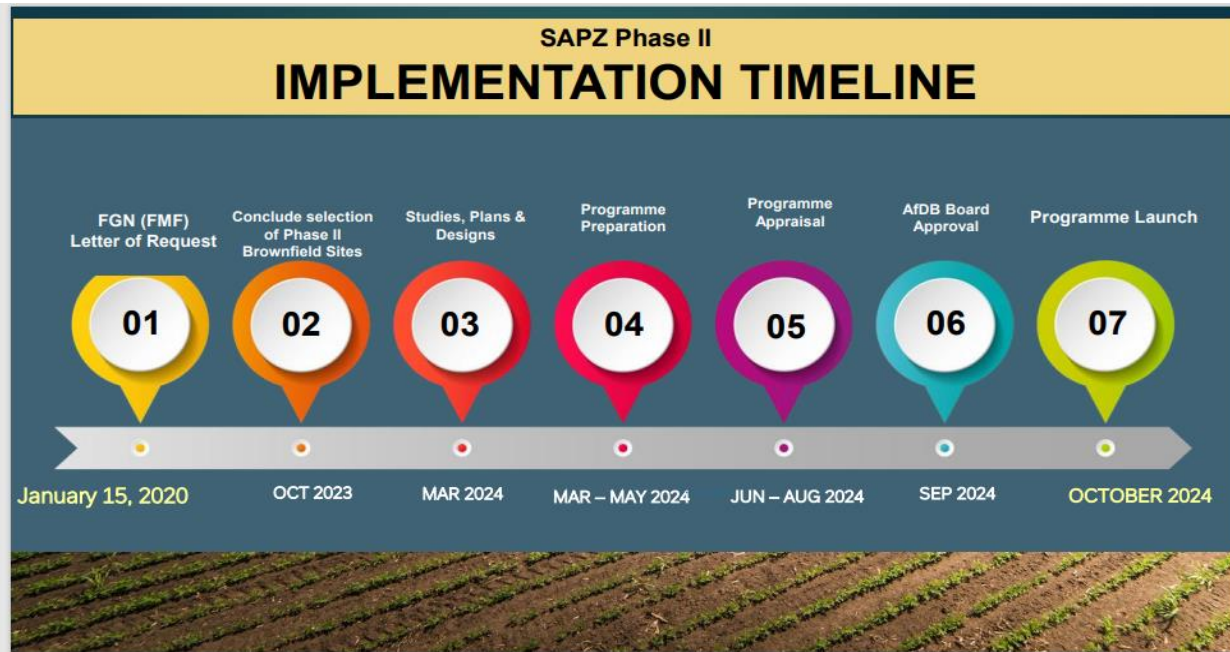 SAPZ Phase II
IMPLEMENTATION TIMELINE
FGN (FMF)
Letter of Request
Conclude selection
of Phase II
Brownfield Sites
Studies, Plans &
Designs
Programme
Preparation
Programme
Appraisal
AfDB Board
Approval
Programme Launch
01
02
03
04
05
06
07
January 15, 2020
OCT 2023
MAR 2024
MAR – MAY 2024
JUN – AUG 2024
SEP 2024
OCTOBER 2024